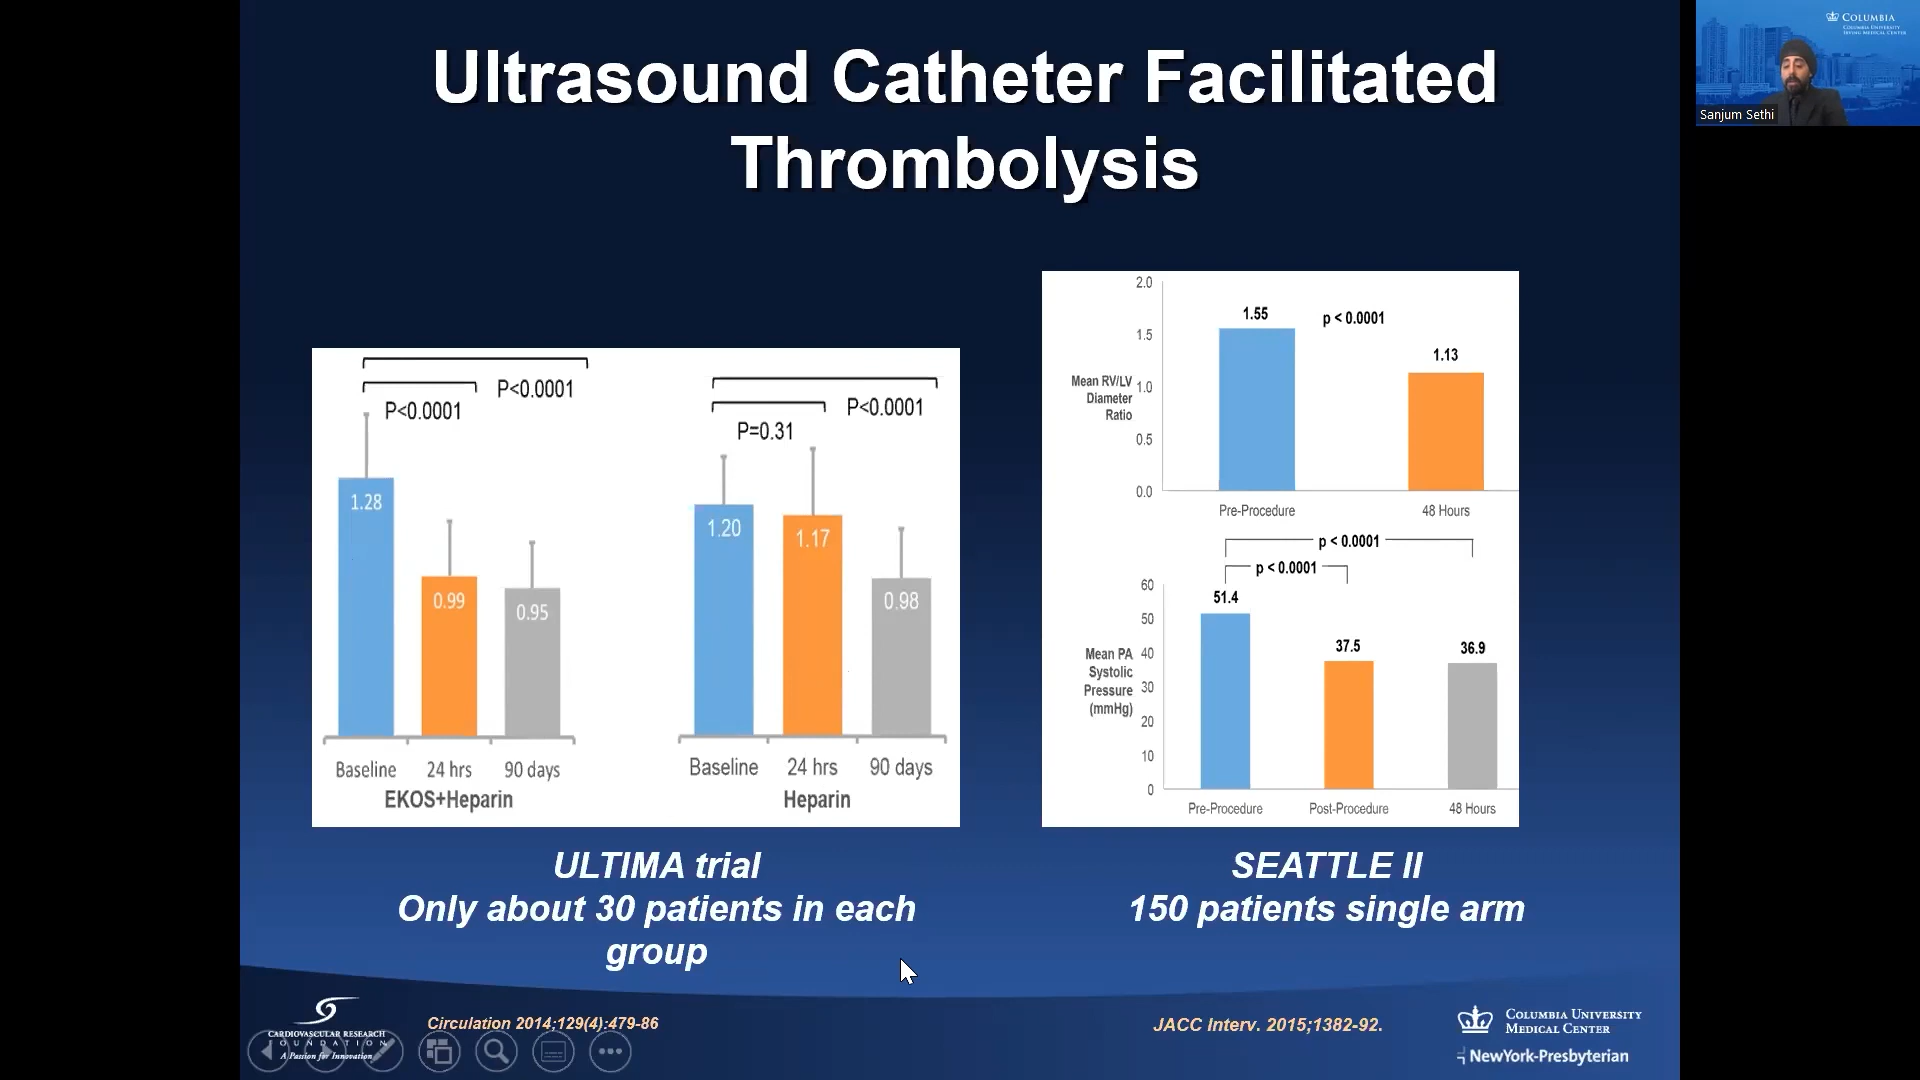 Ultrasound Catheter Facilitated
Thrombolysis
COLUMBIA
COLUMBIA UNIVERSITY
IRVING MEDICAL CENTER
Sanjum Sethi
P<0.0001
P<0.0001
1.28
0.99
0.95
Baseline 24 hrs 90 days
EKOS+Heparin
P<0.0001
P=0.31
1.20
1.17
0.98
Baseline 24 hrs 90 days
Heparin
2.0
1.5
1.0
0.5
0.0
Mean RV/LV
Diameter
Ratio
1.55
p < 0.0001
1.13
Pre-Procedure 48 Hours
p < 0.0001
p < 0.0001
60
50
40
30
20
10
0
Mean PA
Systolic
Pressure
(mmHg)
51.4
37.5
36.9
Pre-Procedure Post-Procedure 48 Hours
ULTIMA trial
Only about 30 patients in each
group
SEATTLE II
150 patients single arm
CARDIOVASCULAR RESEARCH
FOUNDATION
A Passion for Innovation
Circulation 2014;129(4):479-86
JACC Interv. 2015;1382-92.
COLUMBIA UNIVERSITY
MEDICAL CENTER
NewYork-Presbyterian